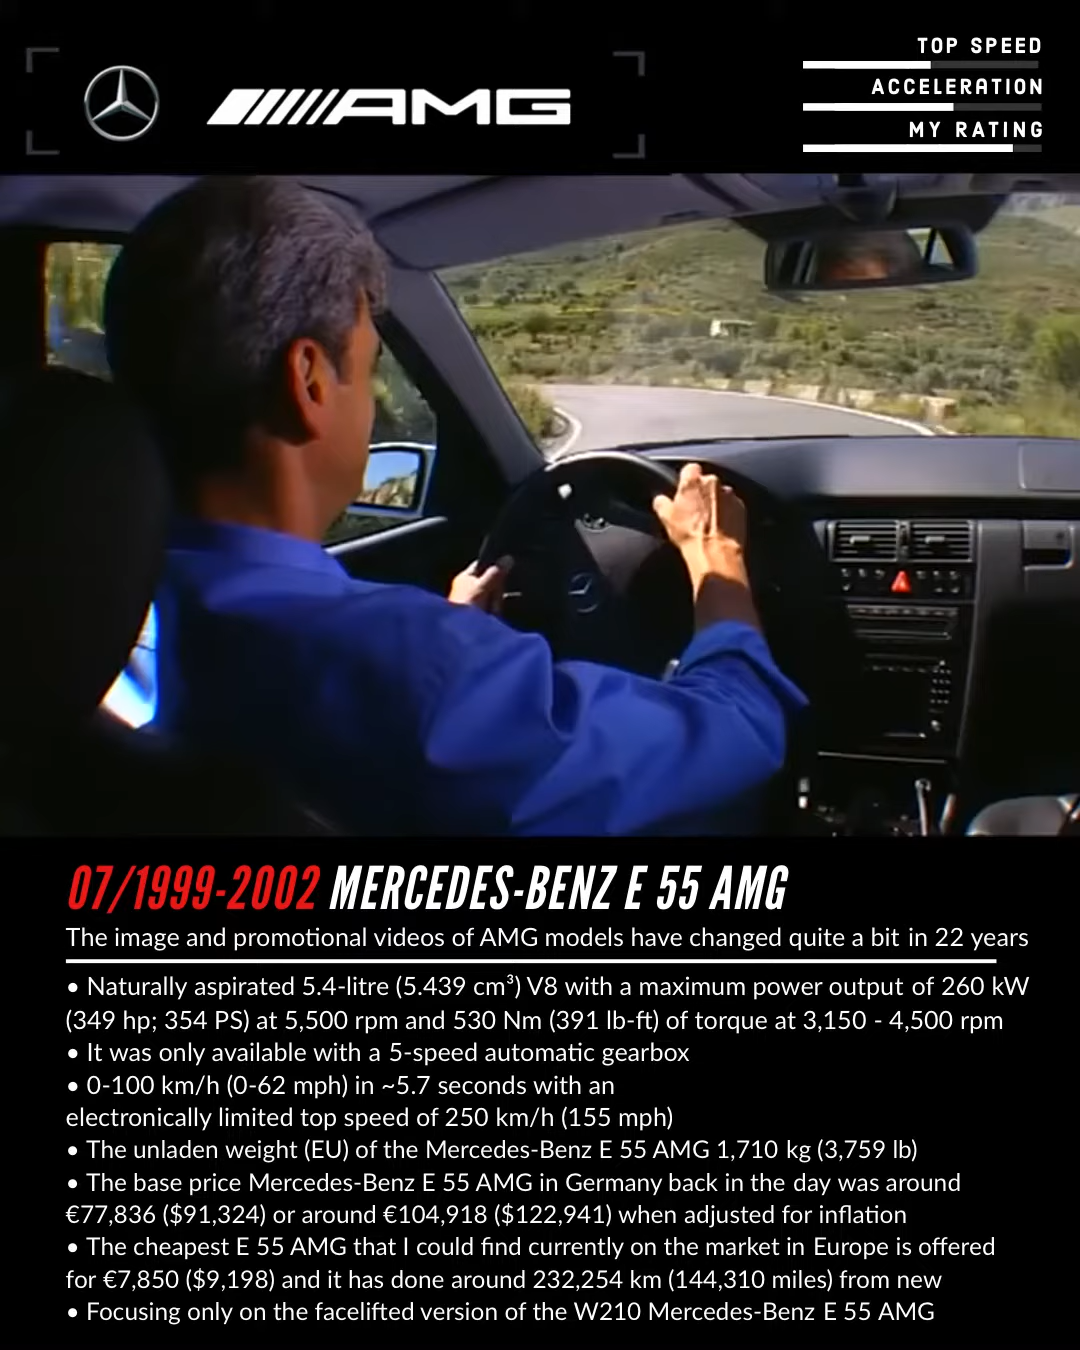 AMG
TOP SPEED
ACCELERATION
MY RATING
07/1999-2002 MERCEDES-BENZ E 55 AMG
The image and promotional videos of AMG models have changed quite a bit in 22 years
• Naturally aspirated 5.4-litre (5.439 cm³) V8 with a maximum power output of 260 kW
(349 hp; 354 PS) at 5,500 rpm and 530 Nm (391 lb-ft) of torque at 3,150 - 4,500 rpm
• It was only available with a 5-speed automatic gearbox
• 0-100 km/h (0-62 mph) in ~5.7 seconds with an
electronically limited top speed of 250 km/h (155 mph)
• The unladen weight (EU) of the Mercedes-Benz E 55 AMG 1,710 kg (3,759 lb)
• The base price Mercedes-Benz E 55 AMG in Germany back in the day was around
€77,836 ($91,324) or around €104,918 ($122,941) when adjusted for inflation
• The cheapest E 55 AMG that I could find currently on the market in Europe is offered
for €7,850 ($9,198) and it has done around 232,254 km (144,310 miles) from new
• Focusing only on the facelifted version of the W210 Mercedes-Benz E 55 AMG